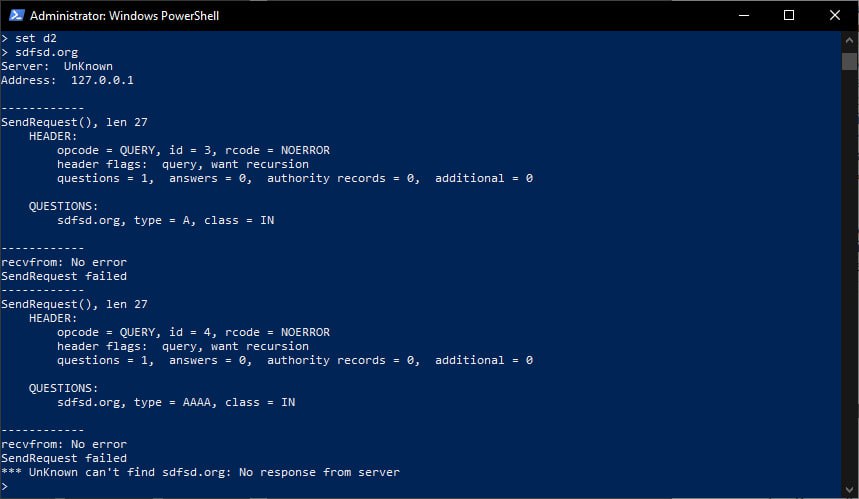 Administrator: Windows PowerShell
> set d2
> sdfsd.org
Server:  UnKnown
Address:  127.0.0.1
------------
SendRequest(), len 27
    HEADER:
        opcode = QUERY, id = 3, rcode = NOERROR
        header flags:  query, want recursion
        questions = 1,  answers = 0,  authority records = 0,  additional = 0
    QUESTIONS:
        sdfsd.org, type = A, class = IN
------------
recvfrom: No error
SendRequest failed
------------
SendRequest(), len 27
    HEADER:
        opcode = QUERY, id = 4, rcode = NOERROR
        header flags:  query, want recursion
        questions = 1,  answers = 0,  authority records = 0,  additional = 0
    QUESTIONS:
        sdfsd.org, type = AAAA, class = IN
------------
recvfrom: No error
SendRequest failed
*** UnKnown can't find sdfsd.org: No response from server
>